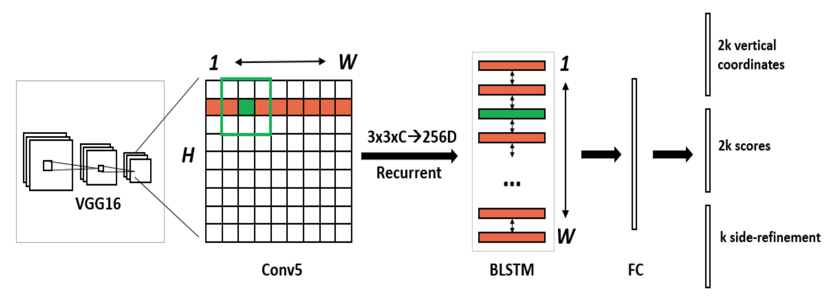 1 W
H
VGG16
Conv5
3x3xC→256D
Recurrent
1
...
W
BLSTM
FC
2k vertical
coordinates
2k scores
k side-refinement